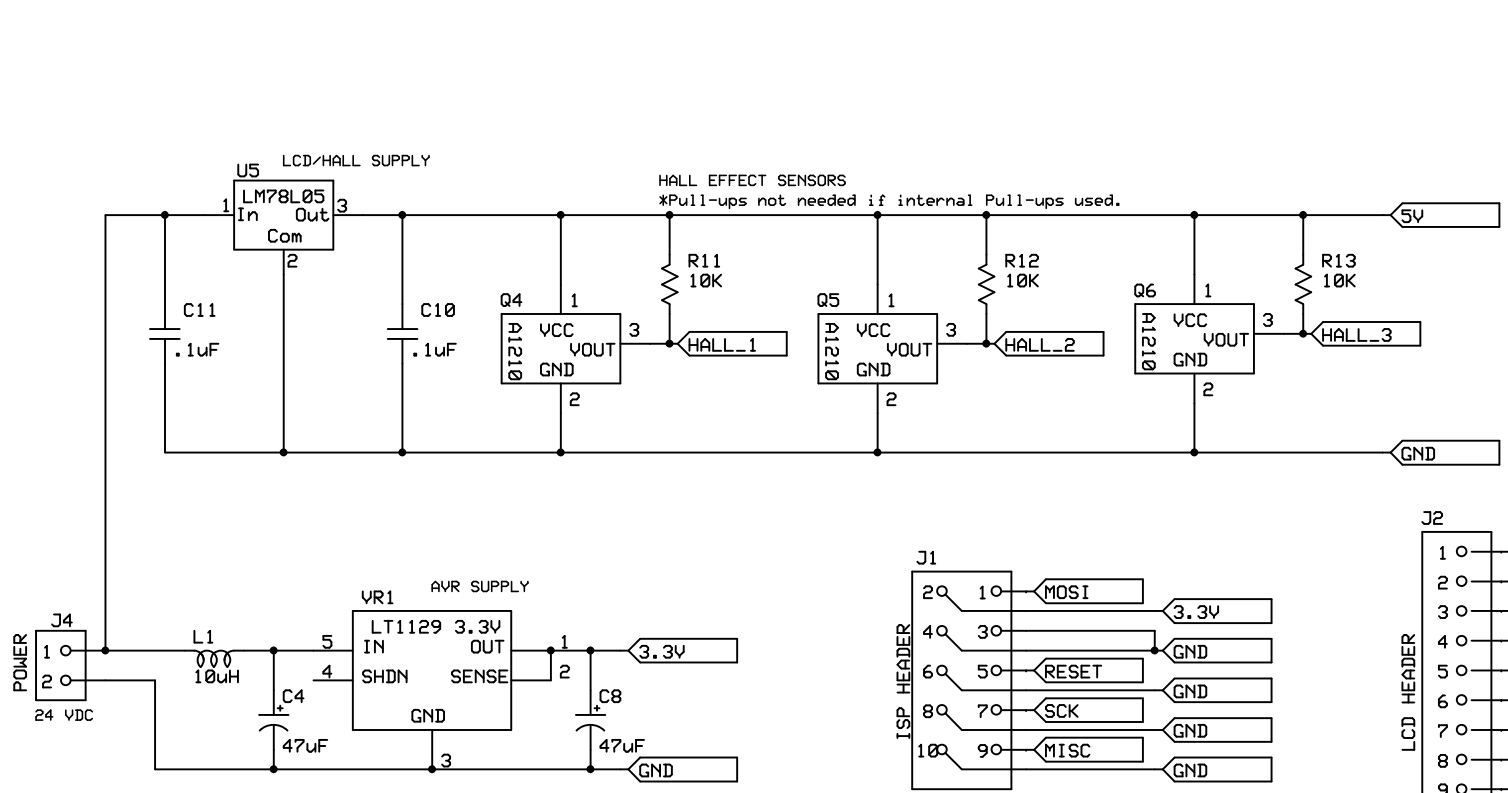 LCD/HALL SUPPLY
U5
LM78L05
1 In Out 3
Com
2
C11
.1uF
C10
.1uF
HALL EFFECT SENSORS
*Pull-ups not needed if internal Pull-ups used.
5V
R11
10K
Q4
1
A1210
VCC
VOUT
GND
3
HALL_1
2
R12
10K
Q5
1
A1210
VCC
VOUT
GND
3
HALL_2
2
R13
10K
Q6
1
A1210
VCC
VOUT
GND
3
HALL_3
2
GND
AVR SUPPLY
POWER
J4
1
2
24 VDC
L1
10uH
C4
+
47uF
VR1
LT1129 3.3V
5 IN OUT 1
4 SHDN SENSE 2
GND
3
C8
+
47uF
3.3V
GND
J1
ISP HEADER
2 1 MOSI
3.3V
4 3
GND
6 5 RESET
GND
8 7 SCK
GND
10 9 MISC
GND
J2
LCD HEADER
1
2
3
4
5
6
7
8
9